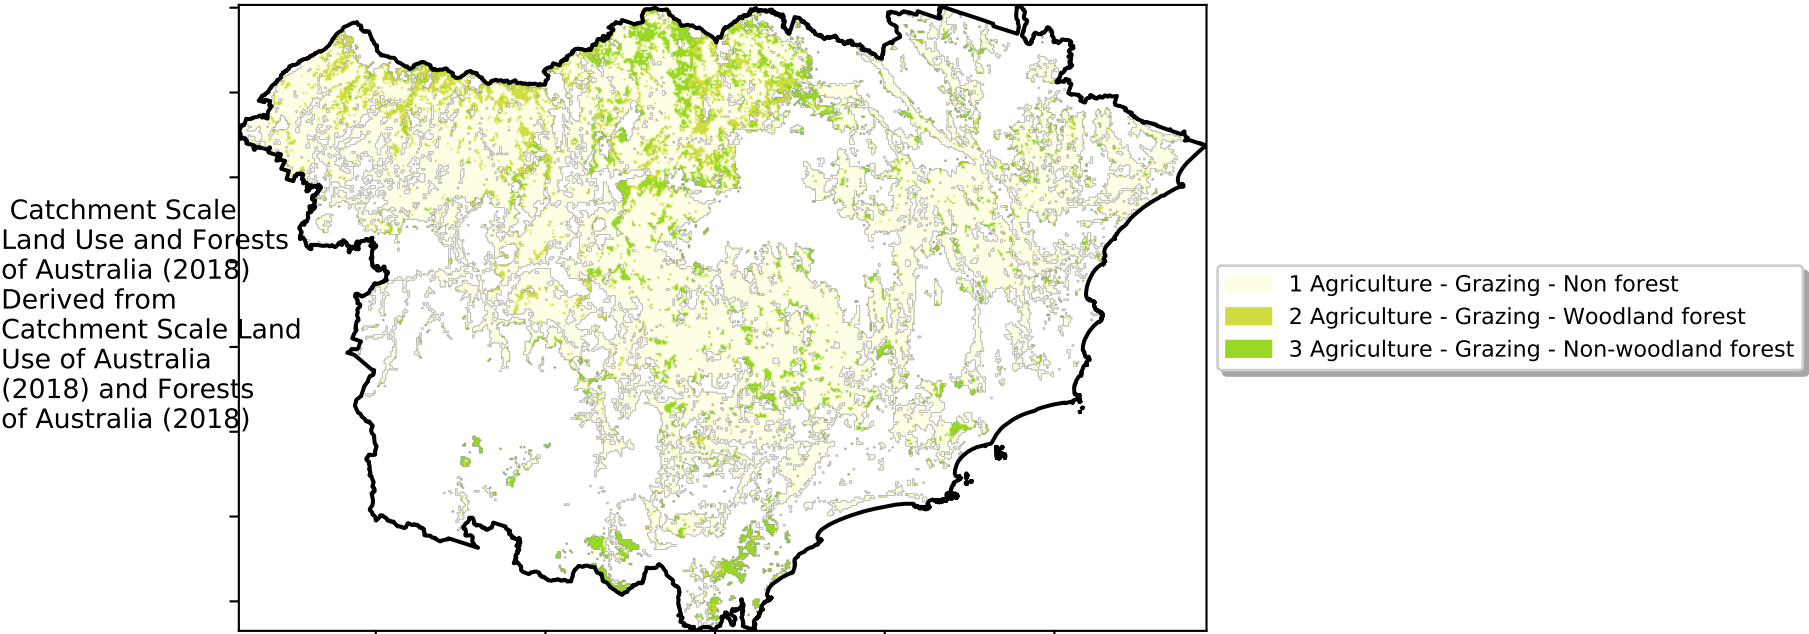 Catchment Scale
Land Use and Forests
of Australia (2018)
Derived from
Catchment Scale Land
Use of Australia
(2018) and Forests
of Australia (2018)
1 Agriculture - Grazing - Non forest
2 Agriculture - Grazing - Woodland forest
3 Agriculture - Grazing - Non-woodland forest